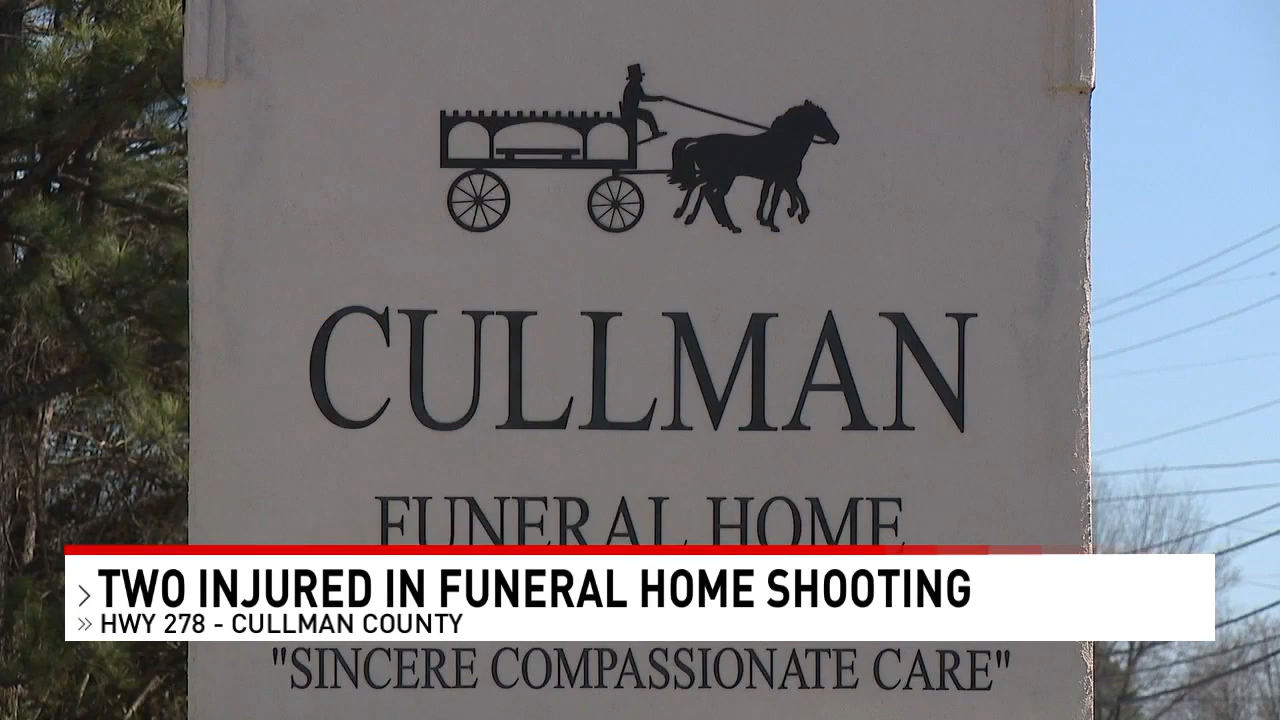 CULLMAN
FUNERAL HOME
TWO INJURED IN FUNERAL HOME SHOOTING
HWY 278 - CULLMAN COUNTY
"SINCERE COMPASSIONATE CARE"